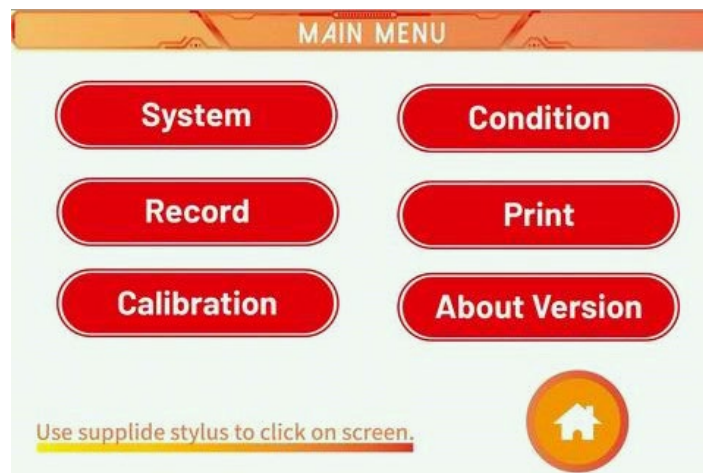 MAIN MENU
System
Condition
Record
Print
Calibration
About Version
Use supplide stylus to click on screen.